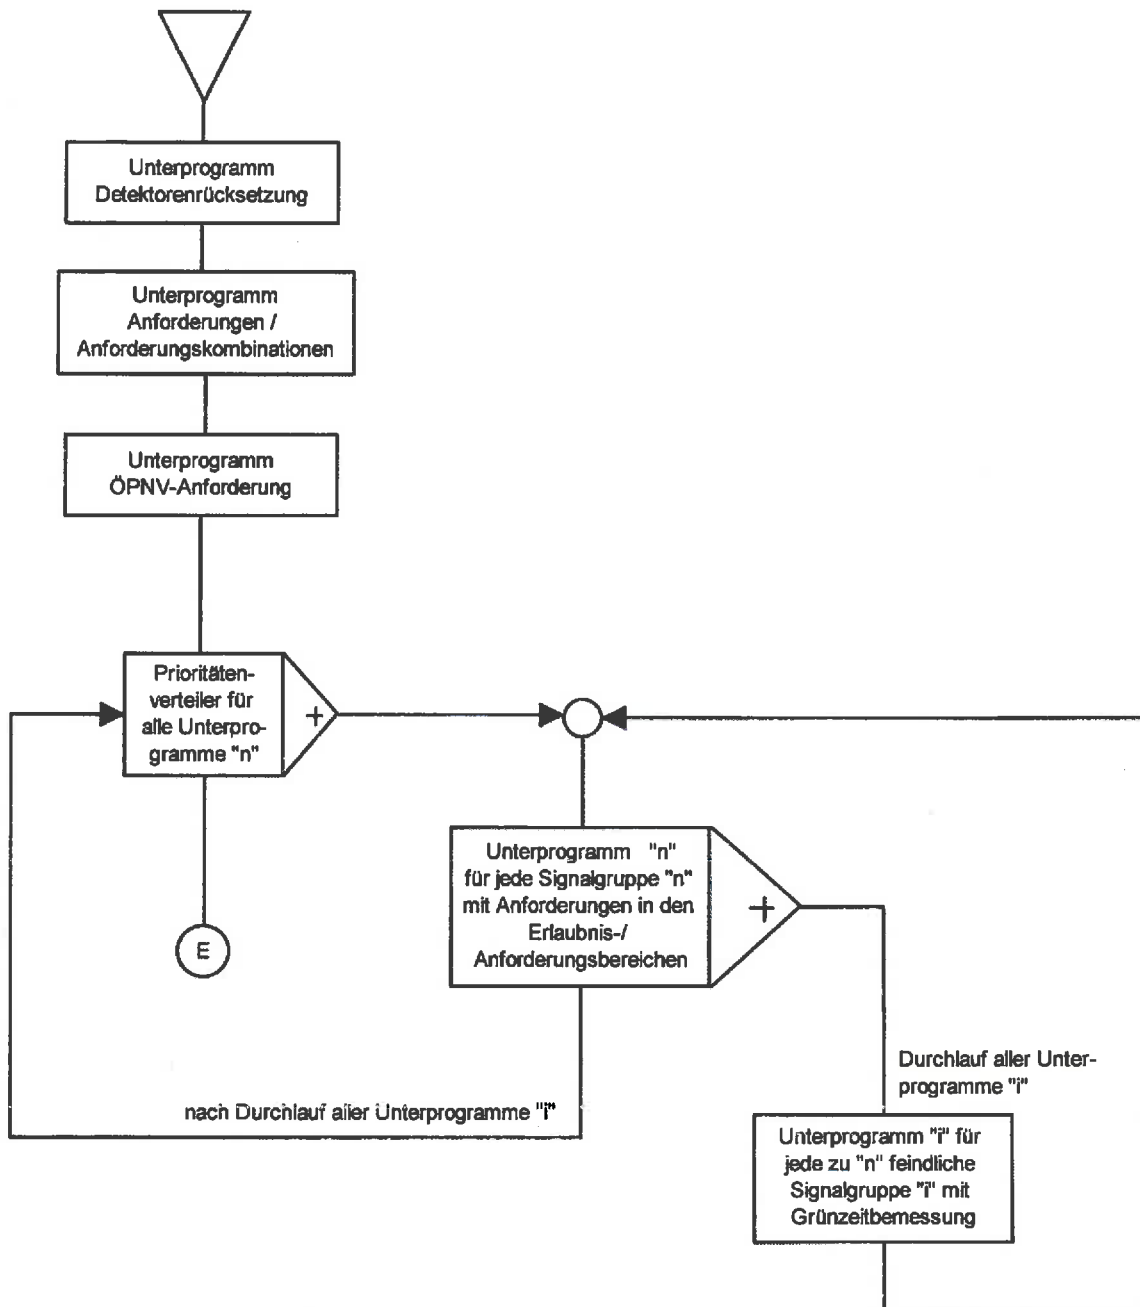 Unterprogramm
Detektorenrücksetzung
Unterprogramm
Anforderungen /
Anforderungskombinationen
Unterprogramm
ÖPNV-Anforderung
Prioritäten-
verteiler für
alle Unterpro-
gramme "n"
+
E
Unterprogramm "n"
für jede Signalgruppe "n"
mit Anforderungen in den
Erlaubnis-/
Anforderungsbereichen
+
nach Durchlauf aller Unterprogramme "i"
Durchlauf aller Unter-
programme "i"
Unterprogramm "i" für
jede zu "n" feindliche
Signalgruppe "i" mit
Grünzeitbemessung